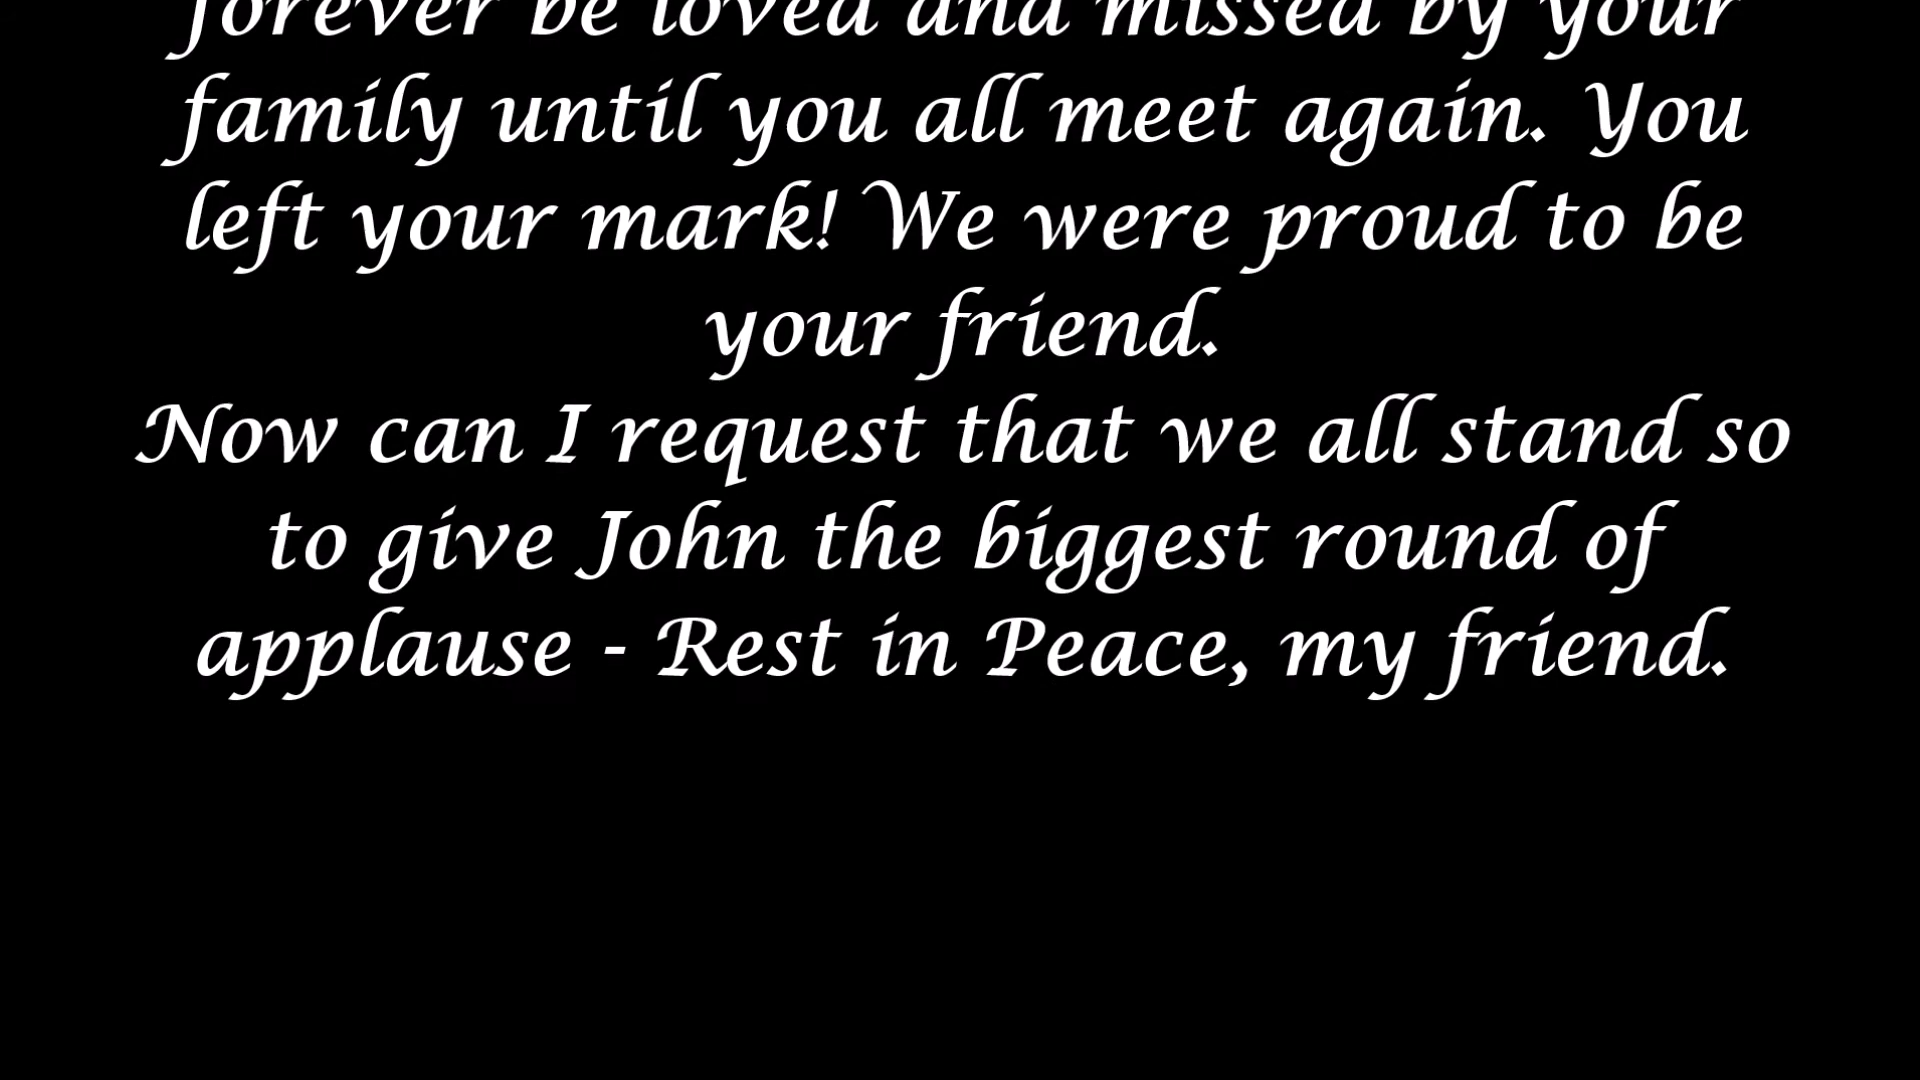 forever be loved and missed by your
family until you all meet again. You
left your mark! We were proud to be
your friend.
Now can I request that we all stand so
to give John the biggest round of
applause - Rest in Peace, my friend.